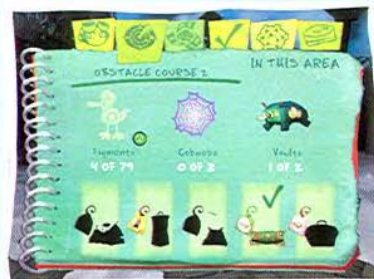 OBSTACLE COURSE 2
IN THIS AREA
Figments
Cobwebs
Vaults
4 OF 79
0 OF 2
1 OF 2